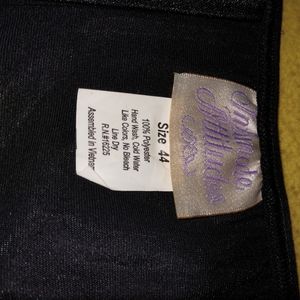 Intimate
Attitudes
Size 44
100% Polyester
Hand Wash, Cold Water
Like Colors, No Bleach
Line Dry
R.N.#16225
Assembled in Vietnam